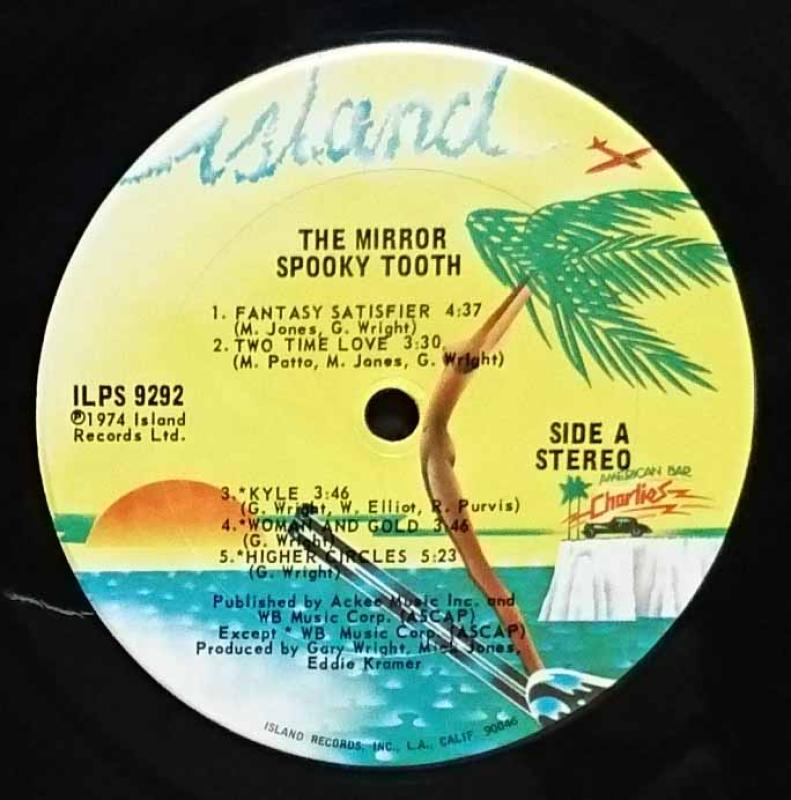 island
THE MIRROR
SPOOKY TOOTH
1. FANTASY SATISFIER 4:37
(M. Jones, G. Wright)
2. TWO TIME LOVE 3:30
(M. Patto, M. Jones, G. Wright)
ILPS 9292
℗1974 Island
Records Ltd.
SIDE A
STEREO
AMERICAN BAR
Charlies
3.*KYLE 3:46
(G. Wright, W. Elliot, R. Purvis)
4.*WOMAN AND GOLD 3:46
(G. Wright)
5.*HIGHER CIRCLES 5:23
(G. Wright)
Published by Ackee Music Inc. and
WB Music Corp. (ASCAP)
Except * WB Music Corp. (ASCAP)
Produced by Gary Wright, Mick Jones,
Eddie Kramer
ISLAND RECORDS, INC., L.A., CALIF. 90046